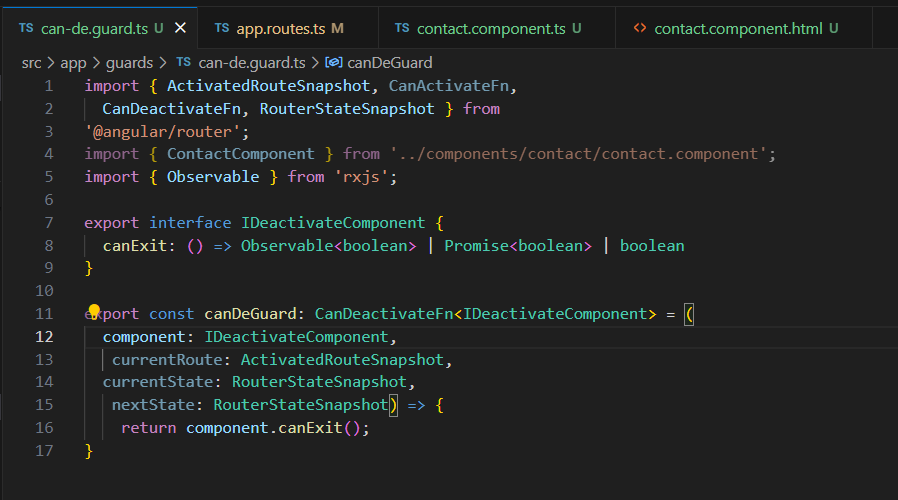 TS can-de.guard.ts U × TS app.routes.ts M TS contact.component.ts U <> contact.component.html U
src > app > guards > TS can-de.guard.ts > canDeGuard
1 import { ActivatedRouteSnapshot, CanActivateFn,
2 CanDeactivateFn, RouterStateSnapshot } from
3 '@angular/router';
4 import { ContactComponent } from '../components/contact/contact.component';
5 import { Observable } from 'rxjs';
6
7 export interface IDeactivateComponent {
8 canExit: () => Observable<boolean> | Promise<boolean> | boolean
9 }
10
11 export const canDeGuard: CanDeactivateFn<IDeactivateComponent> = (
12 component: IDeactivateComponent,
13 currentRoute: ActivatedRouteSnapshot,
14 currentState: RouterStateSnapshot,
15 nextState: RouterStateSnapshot) => {
16 return component.canExit();
17 }